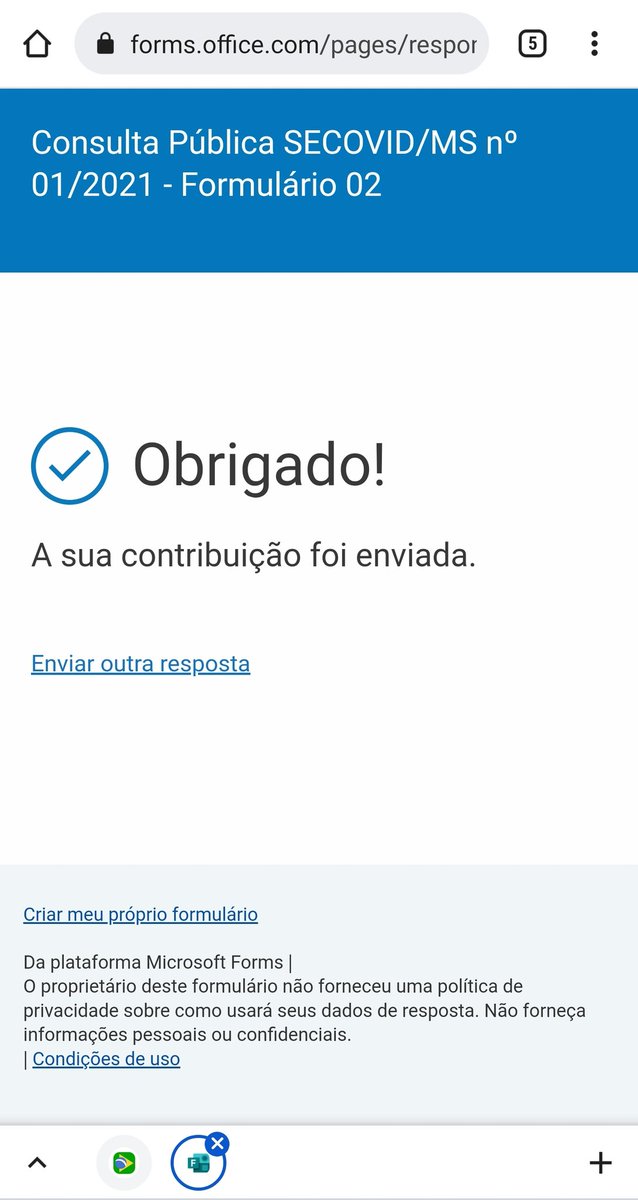 forms.office.com/pages/respor
5
Consulta Pública SECOVID/MS nº
01/2021 - Formulário 02
Obrigado!
A sua contribuição foi enviada.
Enviar outra resposta
Criar meu próprio formulário
Da plataforma Microsoft Forms |
O proprietário deste formulário não forneceu uma política de
privacidade sobre como usará seus dados de resposta. Não forneça
informações pessoais ou confidenciais.
| Condições de uso